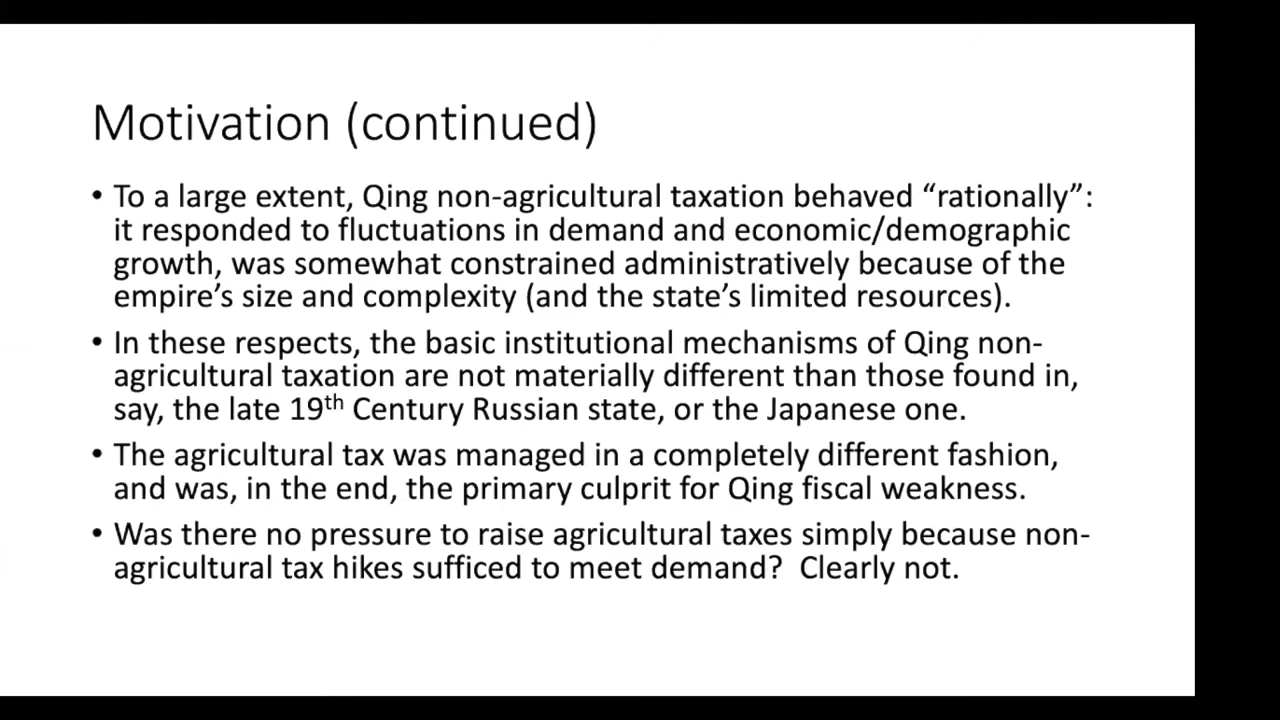 Motivation (continued)
• To a large extent, Qing non-agricultural taxation behaved “rationally”:
it responded to fluctuations in demand and economic/demographic
growth, was somewhat constrained administratively because of the
empire’s size and complexity (and the state’s limited resources).
• In these respects, the basic institutional mechanisms of Qing non-
agricultural taxation are not materially different than those found in,
say, the late 19th Century Russian state, or the Japanese one.
• The agricultural tax was managed in a completely different fashion,
and was, in the end, the primary culprit for Qing fiscal weakness.
• Was there no pressure to raise agricultural taxes simply because non-
agricultural tax hikes sufficed to meet demand?  Clearly not.